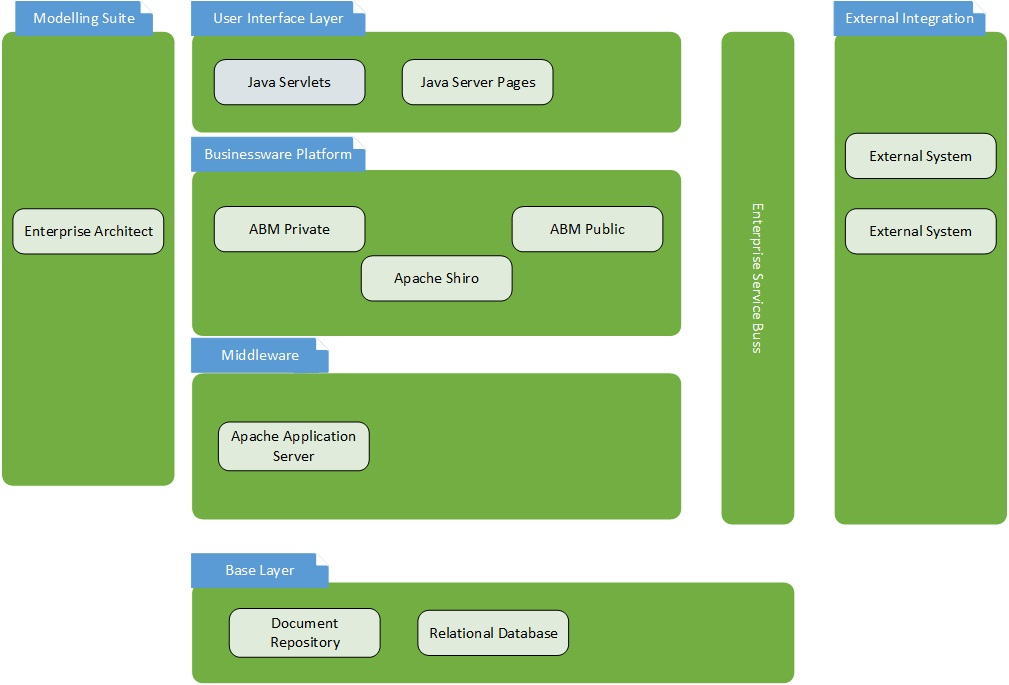 Modelling Suite
Enterprise Architect
User Interface Layer
Java Servlets
Java Server Pages
Businessware Platform
ABM Private
ABM Public
Apache Shiro
Middleware
Apache Application
Server
Base Layer
Document
Repository
Relational Database
Enterprise Service Buss
External Integration
External System
External System